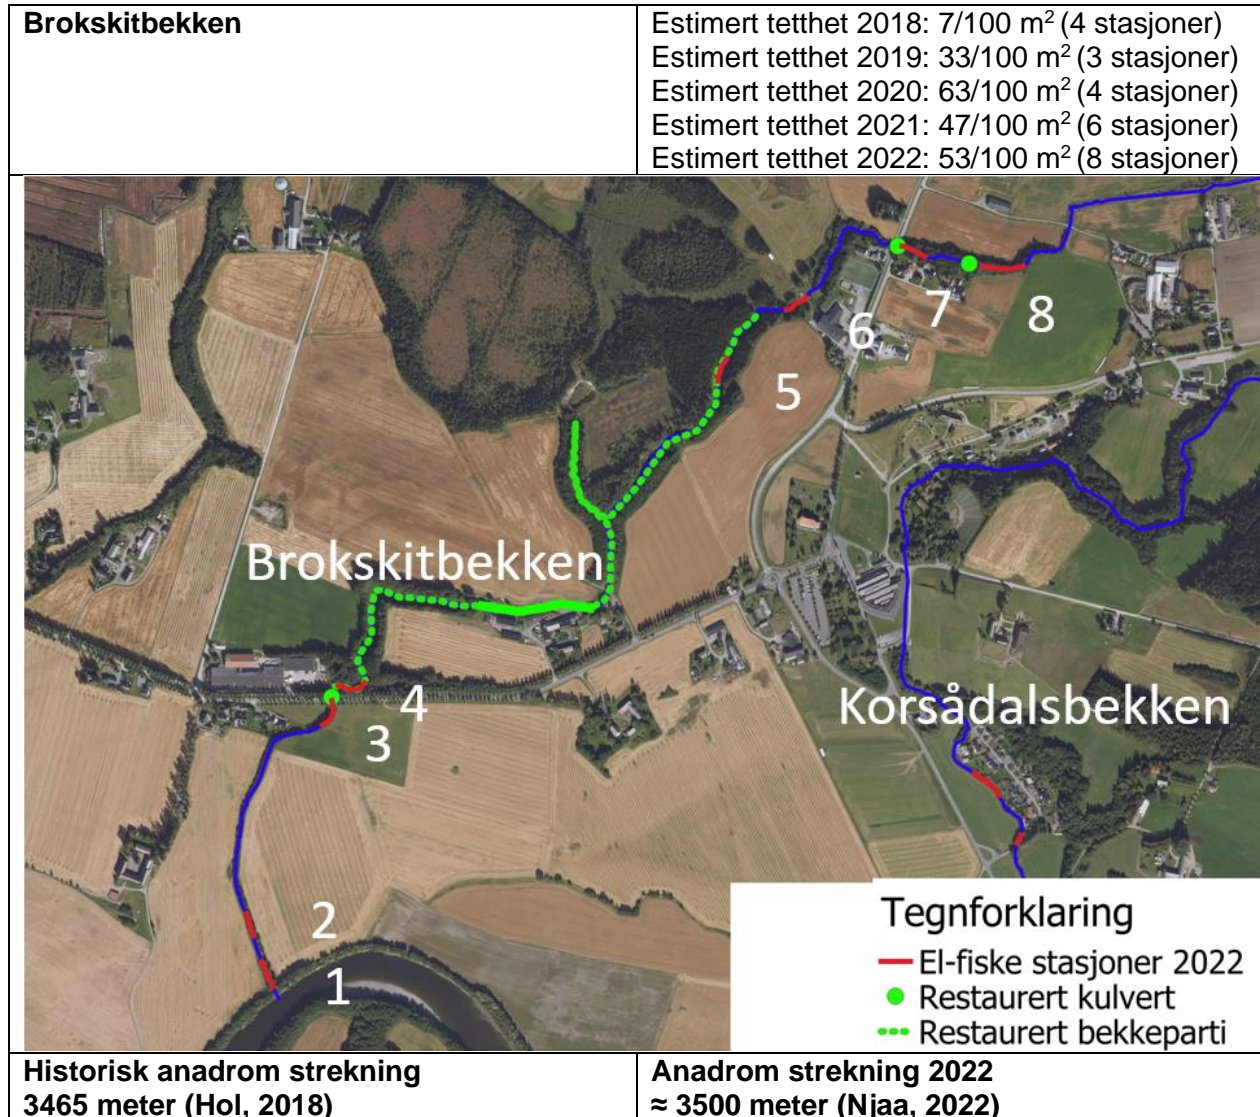 Brokskitbekken
Estimert tetthet 2018: 7/100 m² (4 stasjoner)
Estimert tetthet 2019: 33/100 m² (3 stasjoner)
Estimert tetthet 2020: 63/100 m² (4 stasjoner)
Estimert tetthet 2021: 47/100 m² (6 stasjoner)
Estimert tetthet 2022: 53/100 m² (8 stasjoner)
6
7
8
5
Brokskitbekken
4
3
Korsådalsbekken
2
1
Tegnforklaring
El-fiske stasjoner 2022
Restaurert kulvert
Restaurert bekkeparti
Historisk anadrom strekning
3465 meter (Hol, 2018)
Anadrom strekning 2022
≈ 3500 meter (Njaa, 2022)